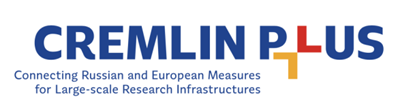 CREMLIN PLUS
Connecting Russian and European Measures
for Large-scale Research Infrastructures